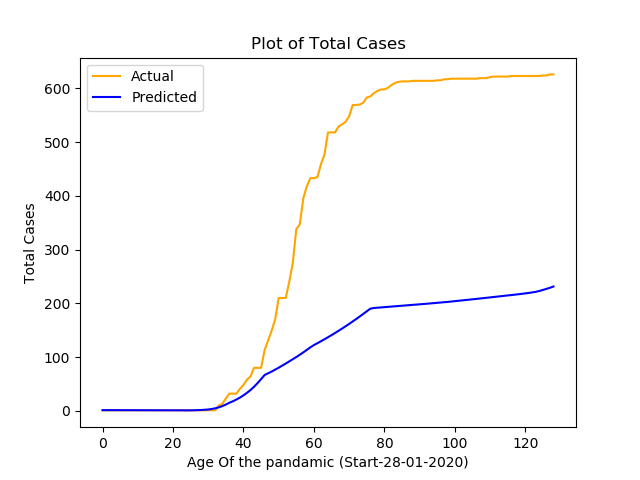 Plot of Total Cases
Actual
Predicted
600
500
400
300
200
100
0
Total Cases
0 20 40 60 80 100 120
Age Of the pandamic (Start-28-01-2020)